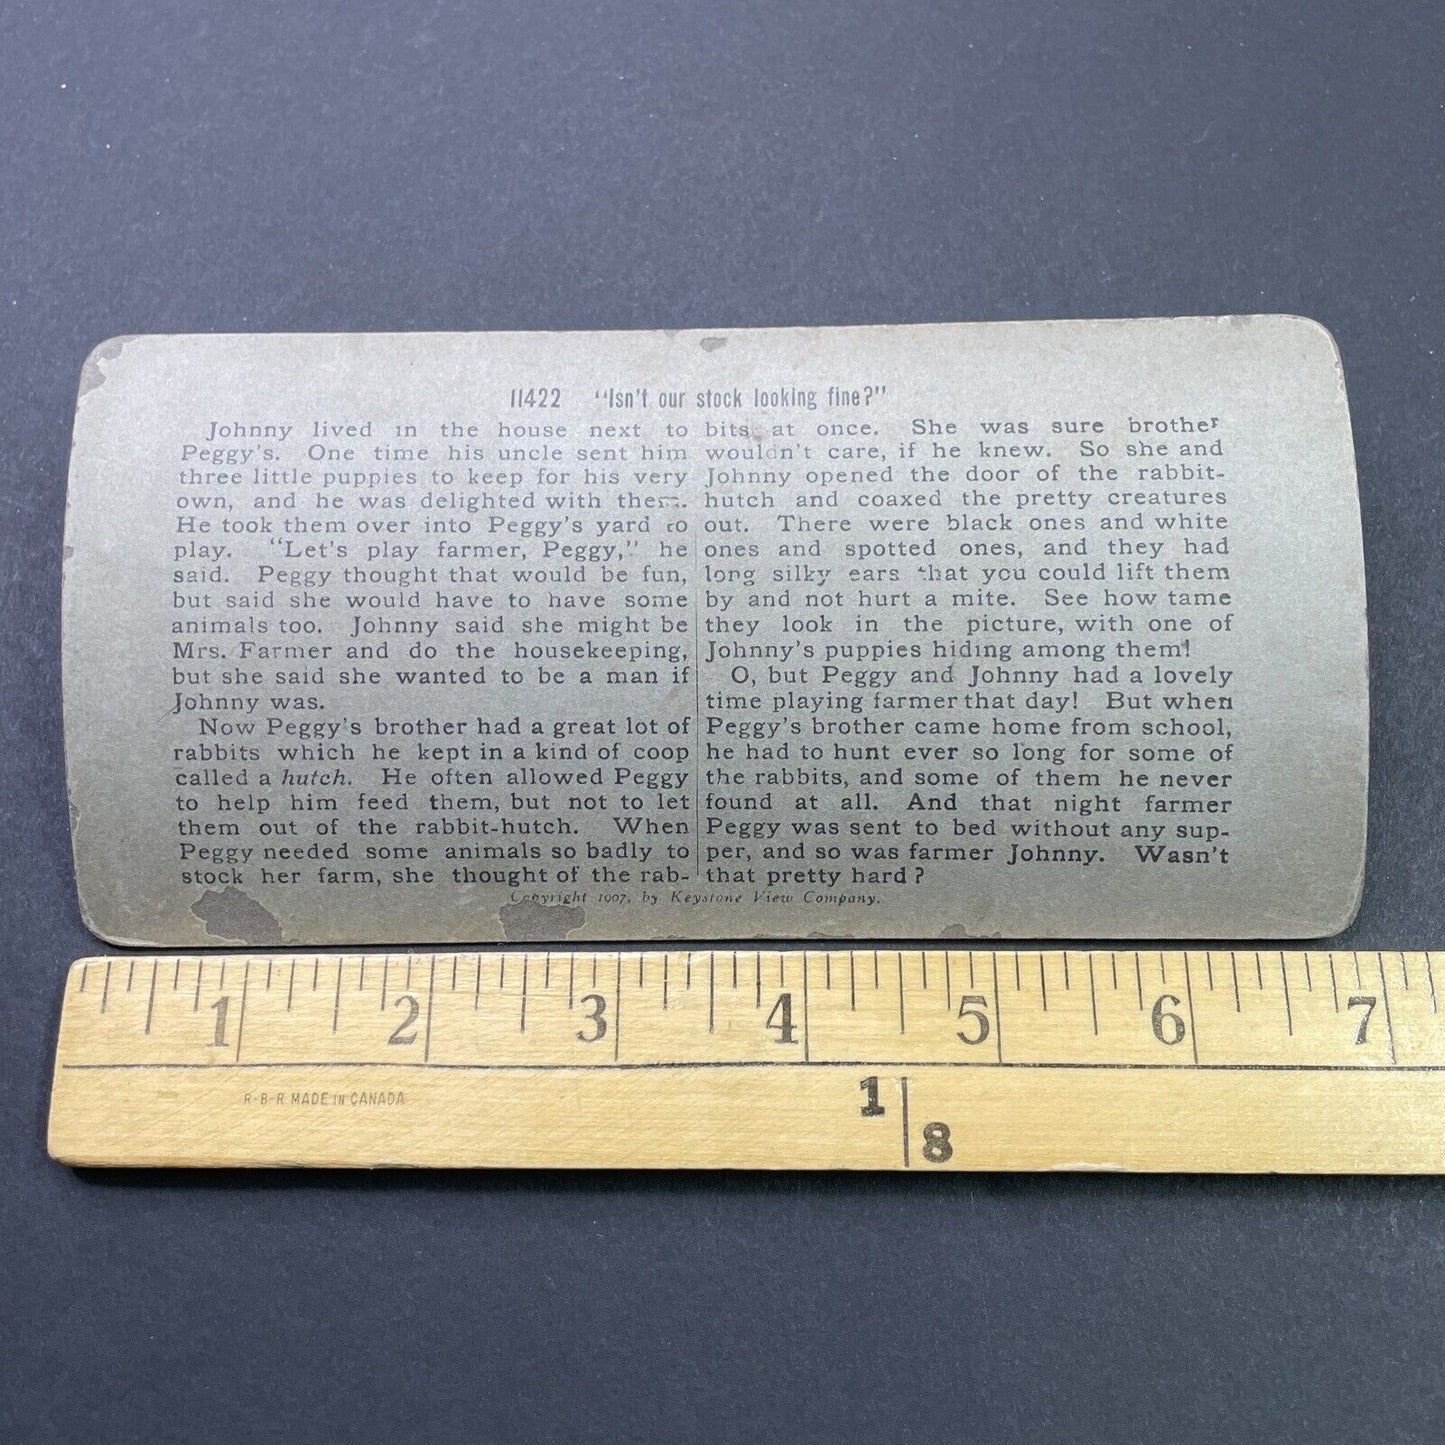 11422 "Isn't our stock looking fine?"
Johnny lived in the house next to
Peggy's. One time his uncle sent him
three little puppies to keep for his very
own, and he was delighted with them.
He took them over into Peggy's yard to
play. "Let's play farmer, Peggy," he
said. Peggy thought that would be fun,
but said she would have to have some
animals too. Johnny said she might be
Mrs. Farmer and do the housekeeping,
but she said she wanted to be a man if
Johnny was.
Now Peggy's brother had a great lot of
rabbits which he kept in a kind of coop
called a hutch. He often allowed Peggy
to help him feed them, but not to let
them out of the rabbit-hutch. When
Peggy needed some animals so badly to
stock her farm, she thought of the rab-
bits at once. She was sure brother
wouldn't care, if he knew. So she and
Johnny opened the door of the rabbit-
hutch and coaxed the pretty creatures
out. There were black ones and white
ones and spotted ones, and they had
long silky ears that you could lift them
by and not hurt a mite. See how tame
they look in the picture, with one of
Johnny's puppies hiding among them!
O, but Peggy and Johnny had a lovely
time playing farmer that day! But when
Peggy's brother came home from school,
he had to hunt ever so long for some of
the rabbits, and some of them he never
found at all. And that night farmer
Peggy was sent to bed without any sup-
per, and so was farmer Johnny. Wasn't
that pretty hard?
Copyright 1907, by Keystone View Company.
1 2 3 4 5 6 7
R-B-R MADE IN CANADA
1
8